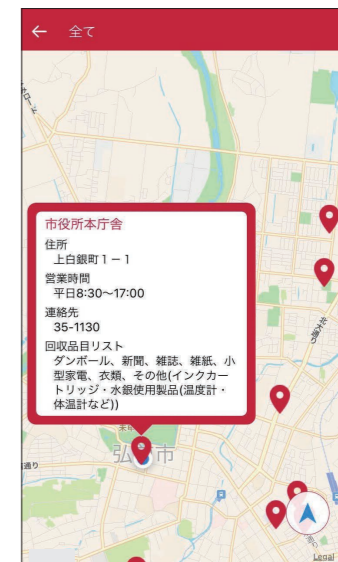 全て
市役所本庁舎
住所
上白銀町1－1
営業時間
平日8:30～17:00
連絡先
35-1130
回収品目リスト
ダンボール、新聞、雑誌、雑紙、小
型家電、衣類、その他(インクカー
トリッジ・水銀使用製品(温度計・
体温計など))
北大通り
弘 市
Legal